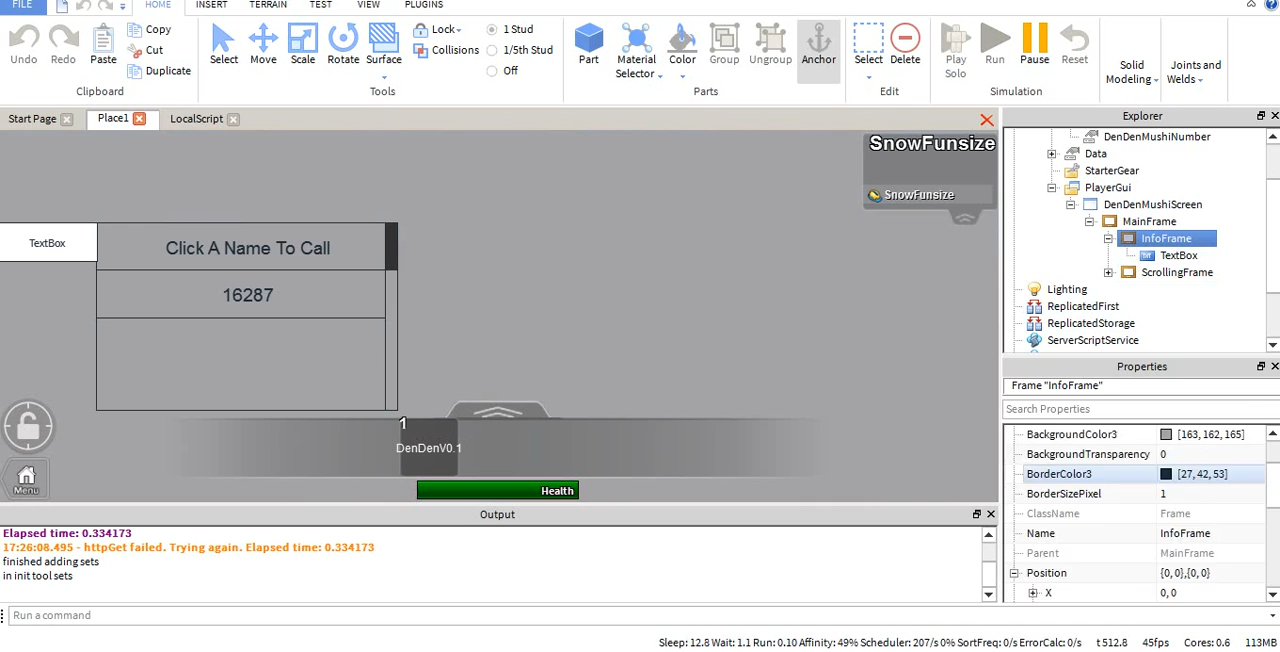 FILE HOME INSERT TERRAIN TEST VIEW PLUGINS
Undo Redo Paste Copy Cut Duplicate
Clipboard
Select Move Scale Rotate Surface Lock Collisions 1 Stud 1/5th Stud Off
Tools
Part Material Selector Color Group Ungroup Anchor
Parts
Select Delete
Edit
Play Solo Run Pause Reset
Simulation
Solid Modeling
Joints and Welds
Start Page Place1 LocalScript
SnowFunsize
SnowFunsize
TextBox
Click A Name To Call
16287
1
DenDenV0.1
Health
Menu
Explorer
DenDenMushiNumber
Data
StarterGear
PlayerGui
DenDenMushiScreen
MainFrame
InfoFrame
TextBox
ScrollingFrame
Lighting
ReplicatedFirst
ReplicatedStorage
ServerScriptService
Properties
Frame "InfoFrame"
Search Properties
BackgroundColor3 [163, 162, 165]
BackgroundTransparency 0
BorderColor3 [27, 42, 53]
BorderSizePixel 1
ClassName Frame
Name InfoFrame
Parent MainFrame
Position {0, 0},{0, 0}
X 0, 0
Output
Elapsed time: 0.334173
17:26:08.495 - httpGet failed. Trying again. Elapsed time: 0.334173
finished adding sets
in init tool sets
Run a command
Sleep: 12.8 Wait: 1.1 Run: 0.10 Affinity: 49% Scheduler: 207/s 0% SortFreq: 0/s ErrorCalc: 0/s t 512.8 45fps Cores: 0.6 113MB